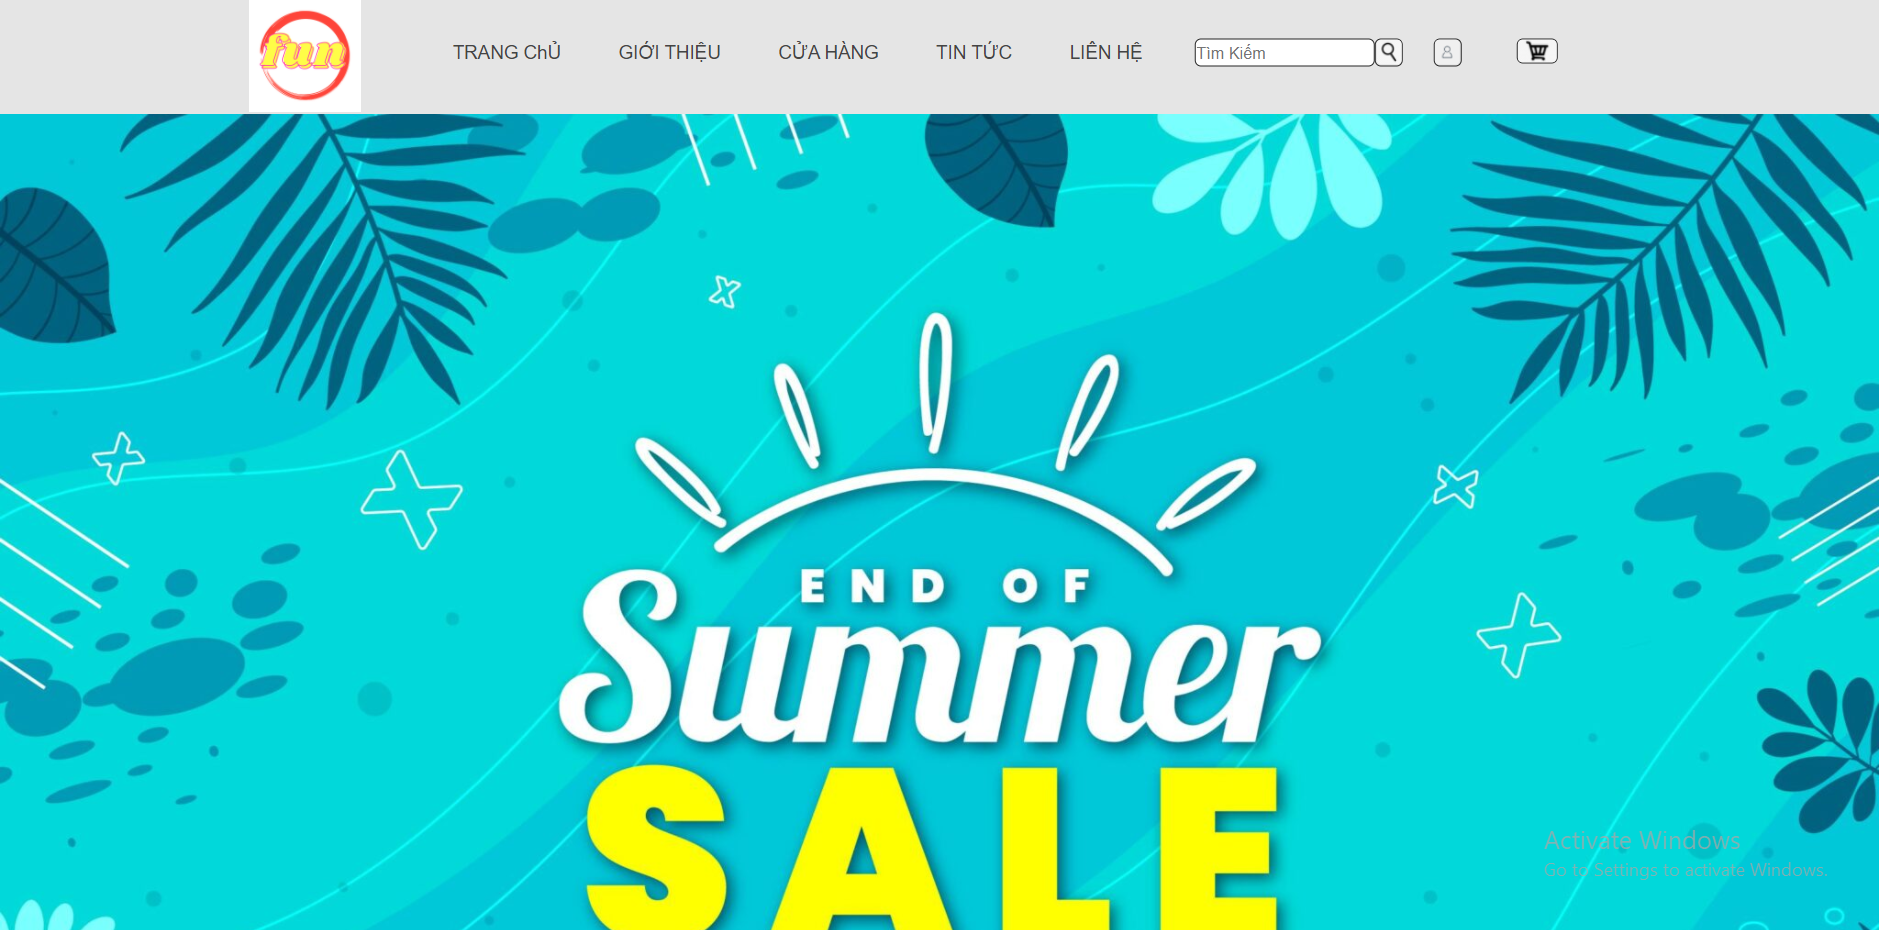 fun
TRANG ChỦ GIỚI THIỆU CỬA HÀNG TIN TỨC LIÊN HỆ Tìm Kiếm
END OF
Summer
SALE
Activate Windows
Go to Settings to activate Windows.